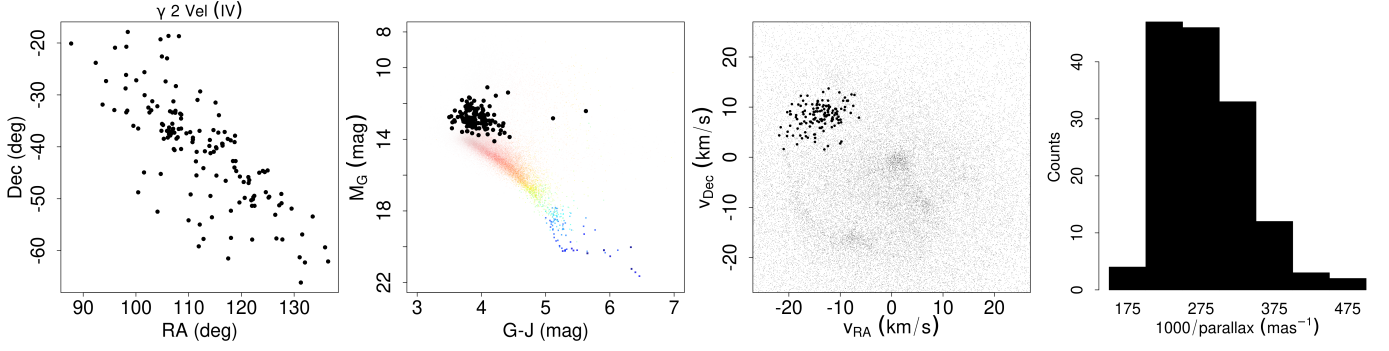 γ 2 Vel (IV)
Dec (deg)
-20
-30
-40
-50
-60
90 100 110 120 130
RA (deg)
M_G (mag)
8
10
14
18
22
3 4 5 6 7
G-J (mag)
v_Dec (km/s)
20
10
0
-10
-20
-20 -10 0 10 20
v_RA (km/s)
Counts
40
30
20
10
0
175 275 375 475
1000/parallax (mas⁻¹)